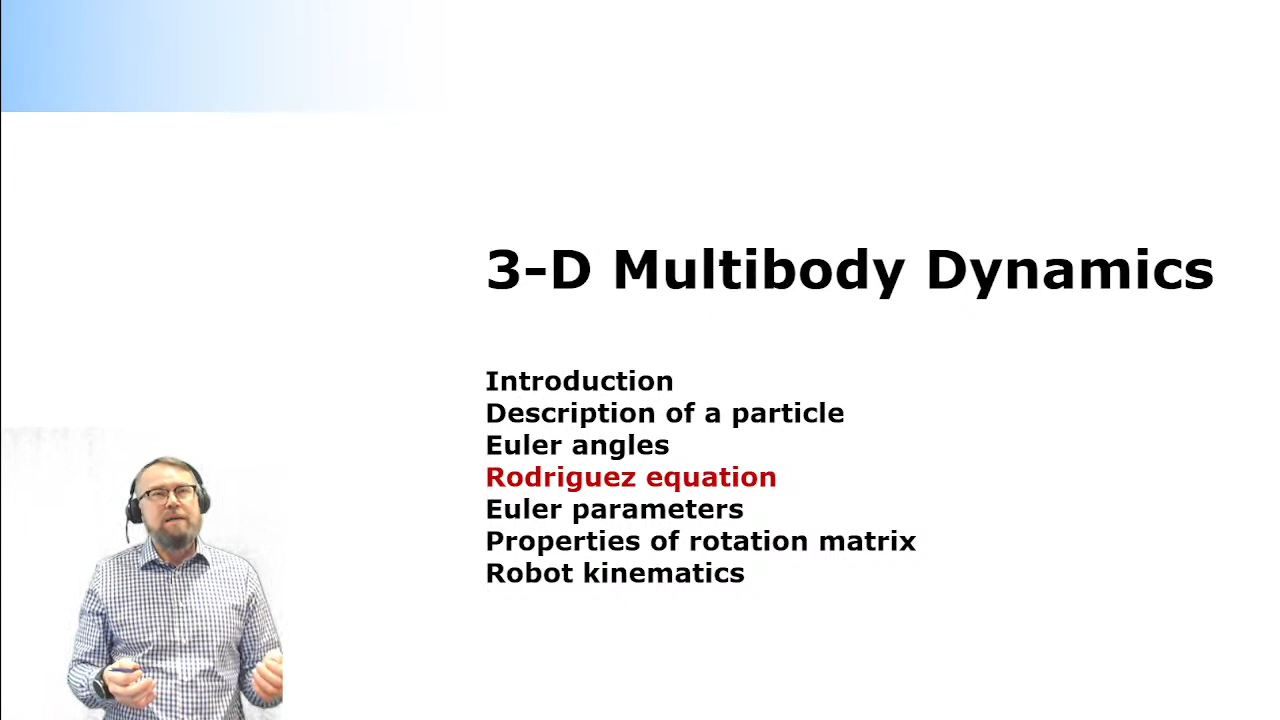 3-D Multibody Dynamics
Introduction
Description of a particle
Euler angles
Rodriguez equation
Euler parameters
Properties of rotation matrix
Robot kinematics